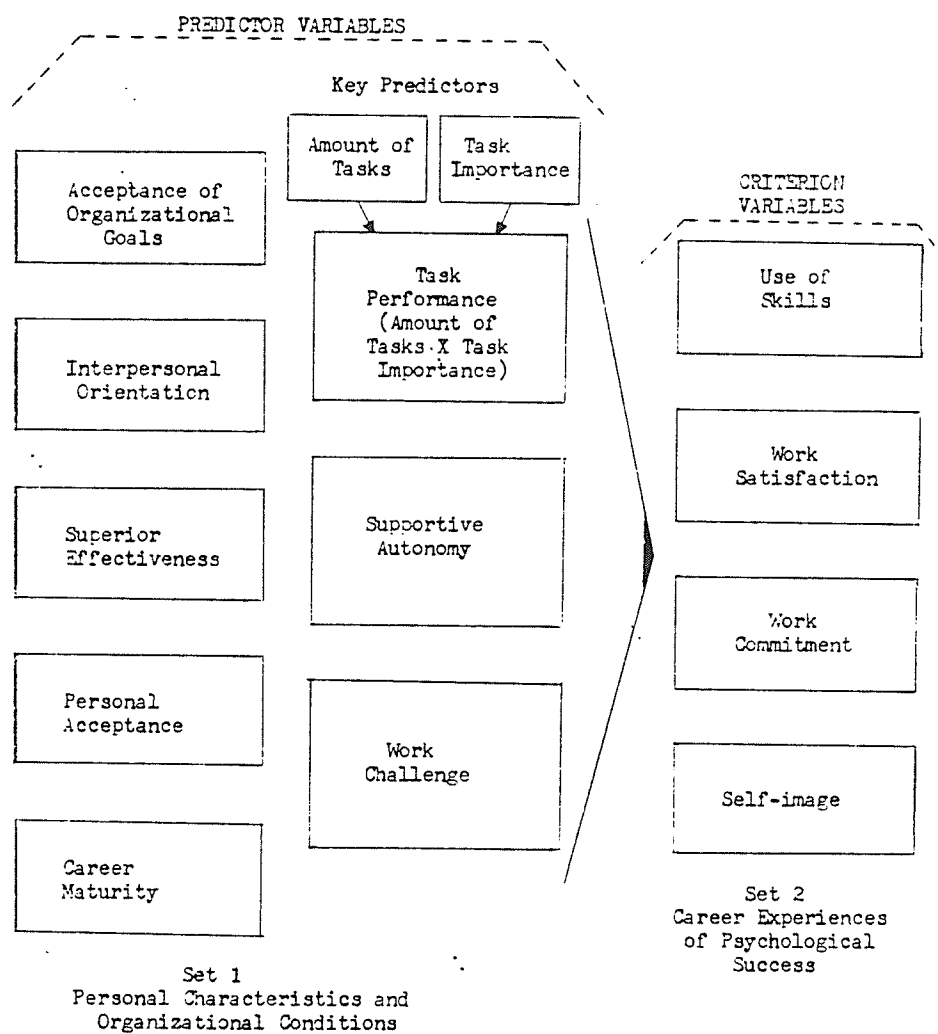 PREDICTOR VARIABLES
Key Predictors
Amount of
Tasks
Task
Importance
Acceptance of
Organizational
Goals
Interpersonal
Orientation
Superior
Effectiveness
Personal
Acceptance
Career
Maturity
Task
Performance
(Amount of
Tasks X Task
Importance)
Supportive
Autonomy
Work
Challenge
Set 1
Personal Characteristics and
Organizational Conditions
CRITERION
VARIABLES
Use of
Skills
Work
Satisfaction
Work
Commitment
Self-image
Set 2
Career Experiences
of Psychological
Success